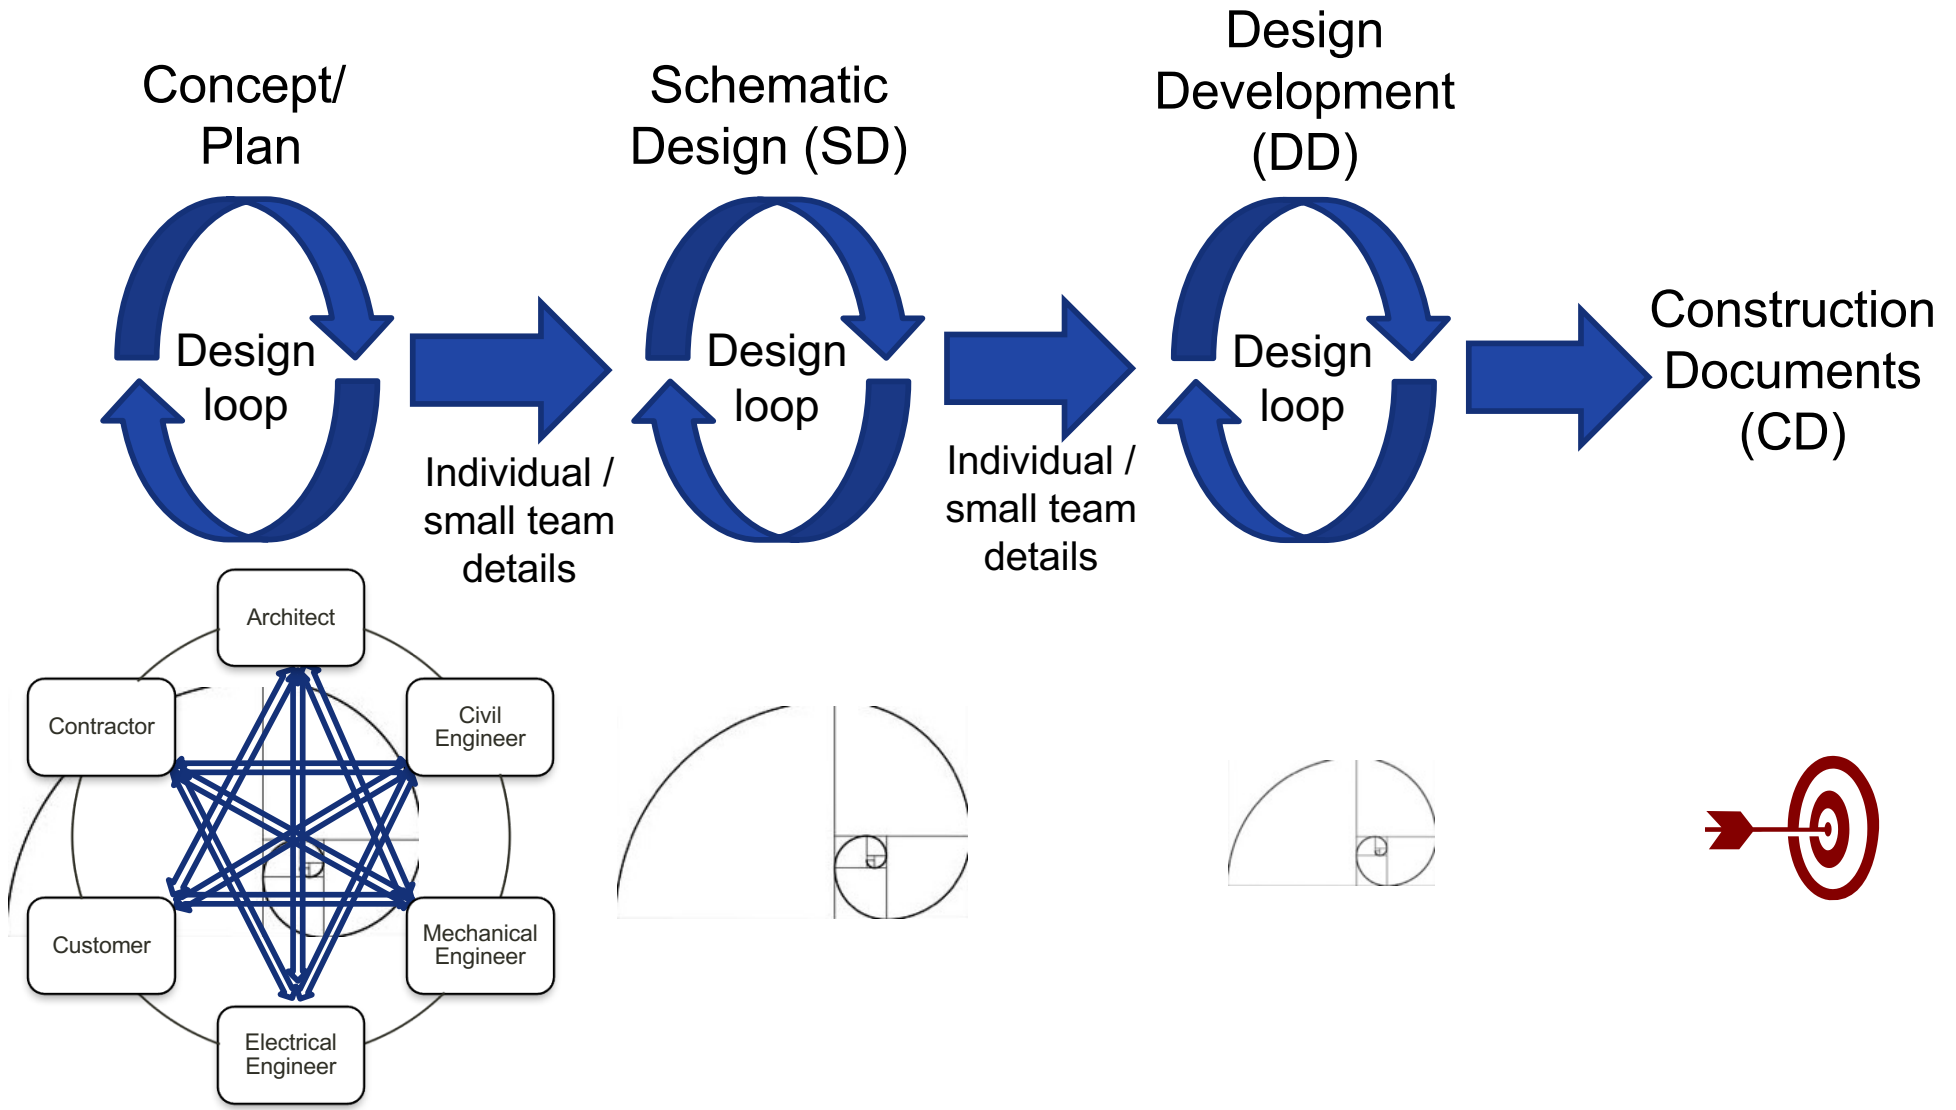 Concept/
Plan
Schematic
Design (SD)
Design
Development
(DD)
Design
loop
Design
loop
Design
loop
Construction
Documents
(CD)
Individual /
small team
details
Individual /
small team
details
Architect
Contractor
Civil
Engineer
Customer
Mechanical
Engineer
Electrical
Engineer